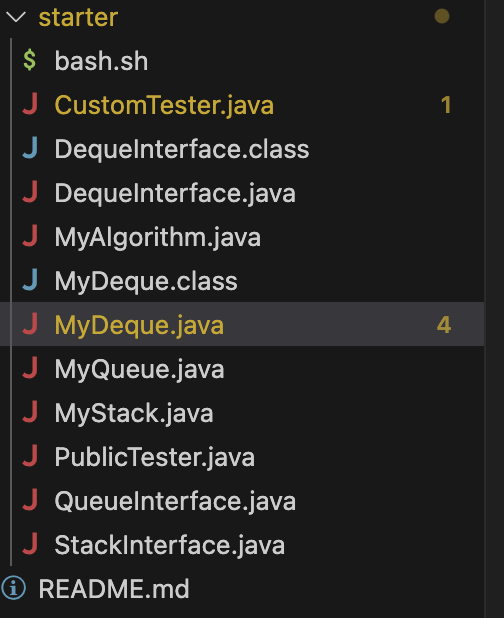 starter
$ bash.sh
J CustomTester.java 1
J DequeInterface.class
J DequeInterface.java
J MyAlgorithm.java
J MyDeque.class
J MyDeque.java 4
J MyQueue.java
J MyStack.java
J PublicTester.java
J QueueInterface.java
J StackInterface.java
README.md